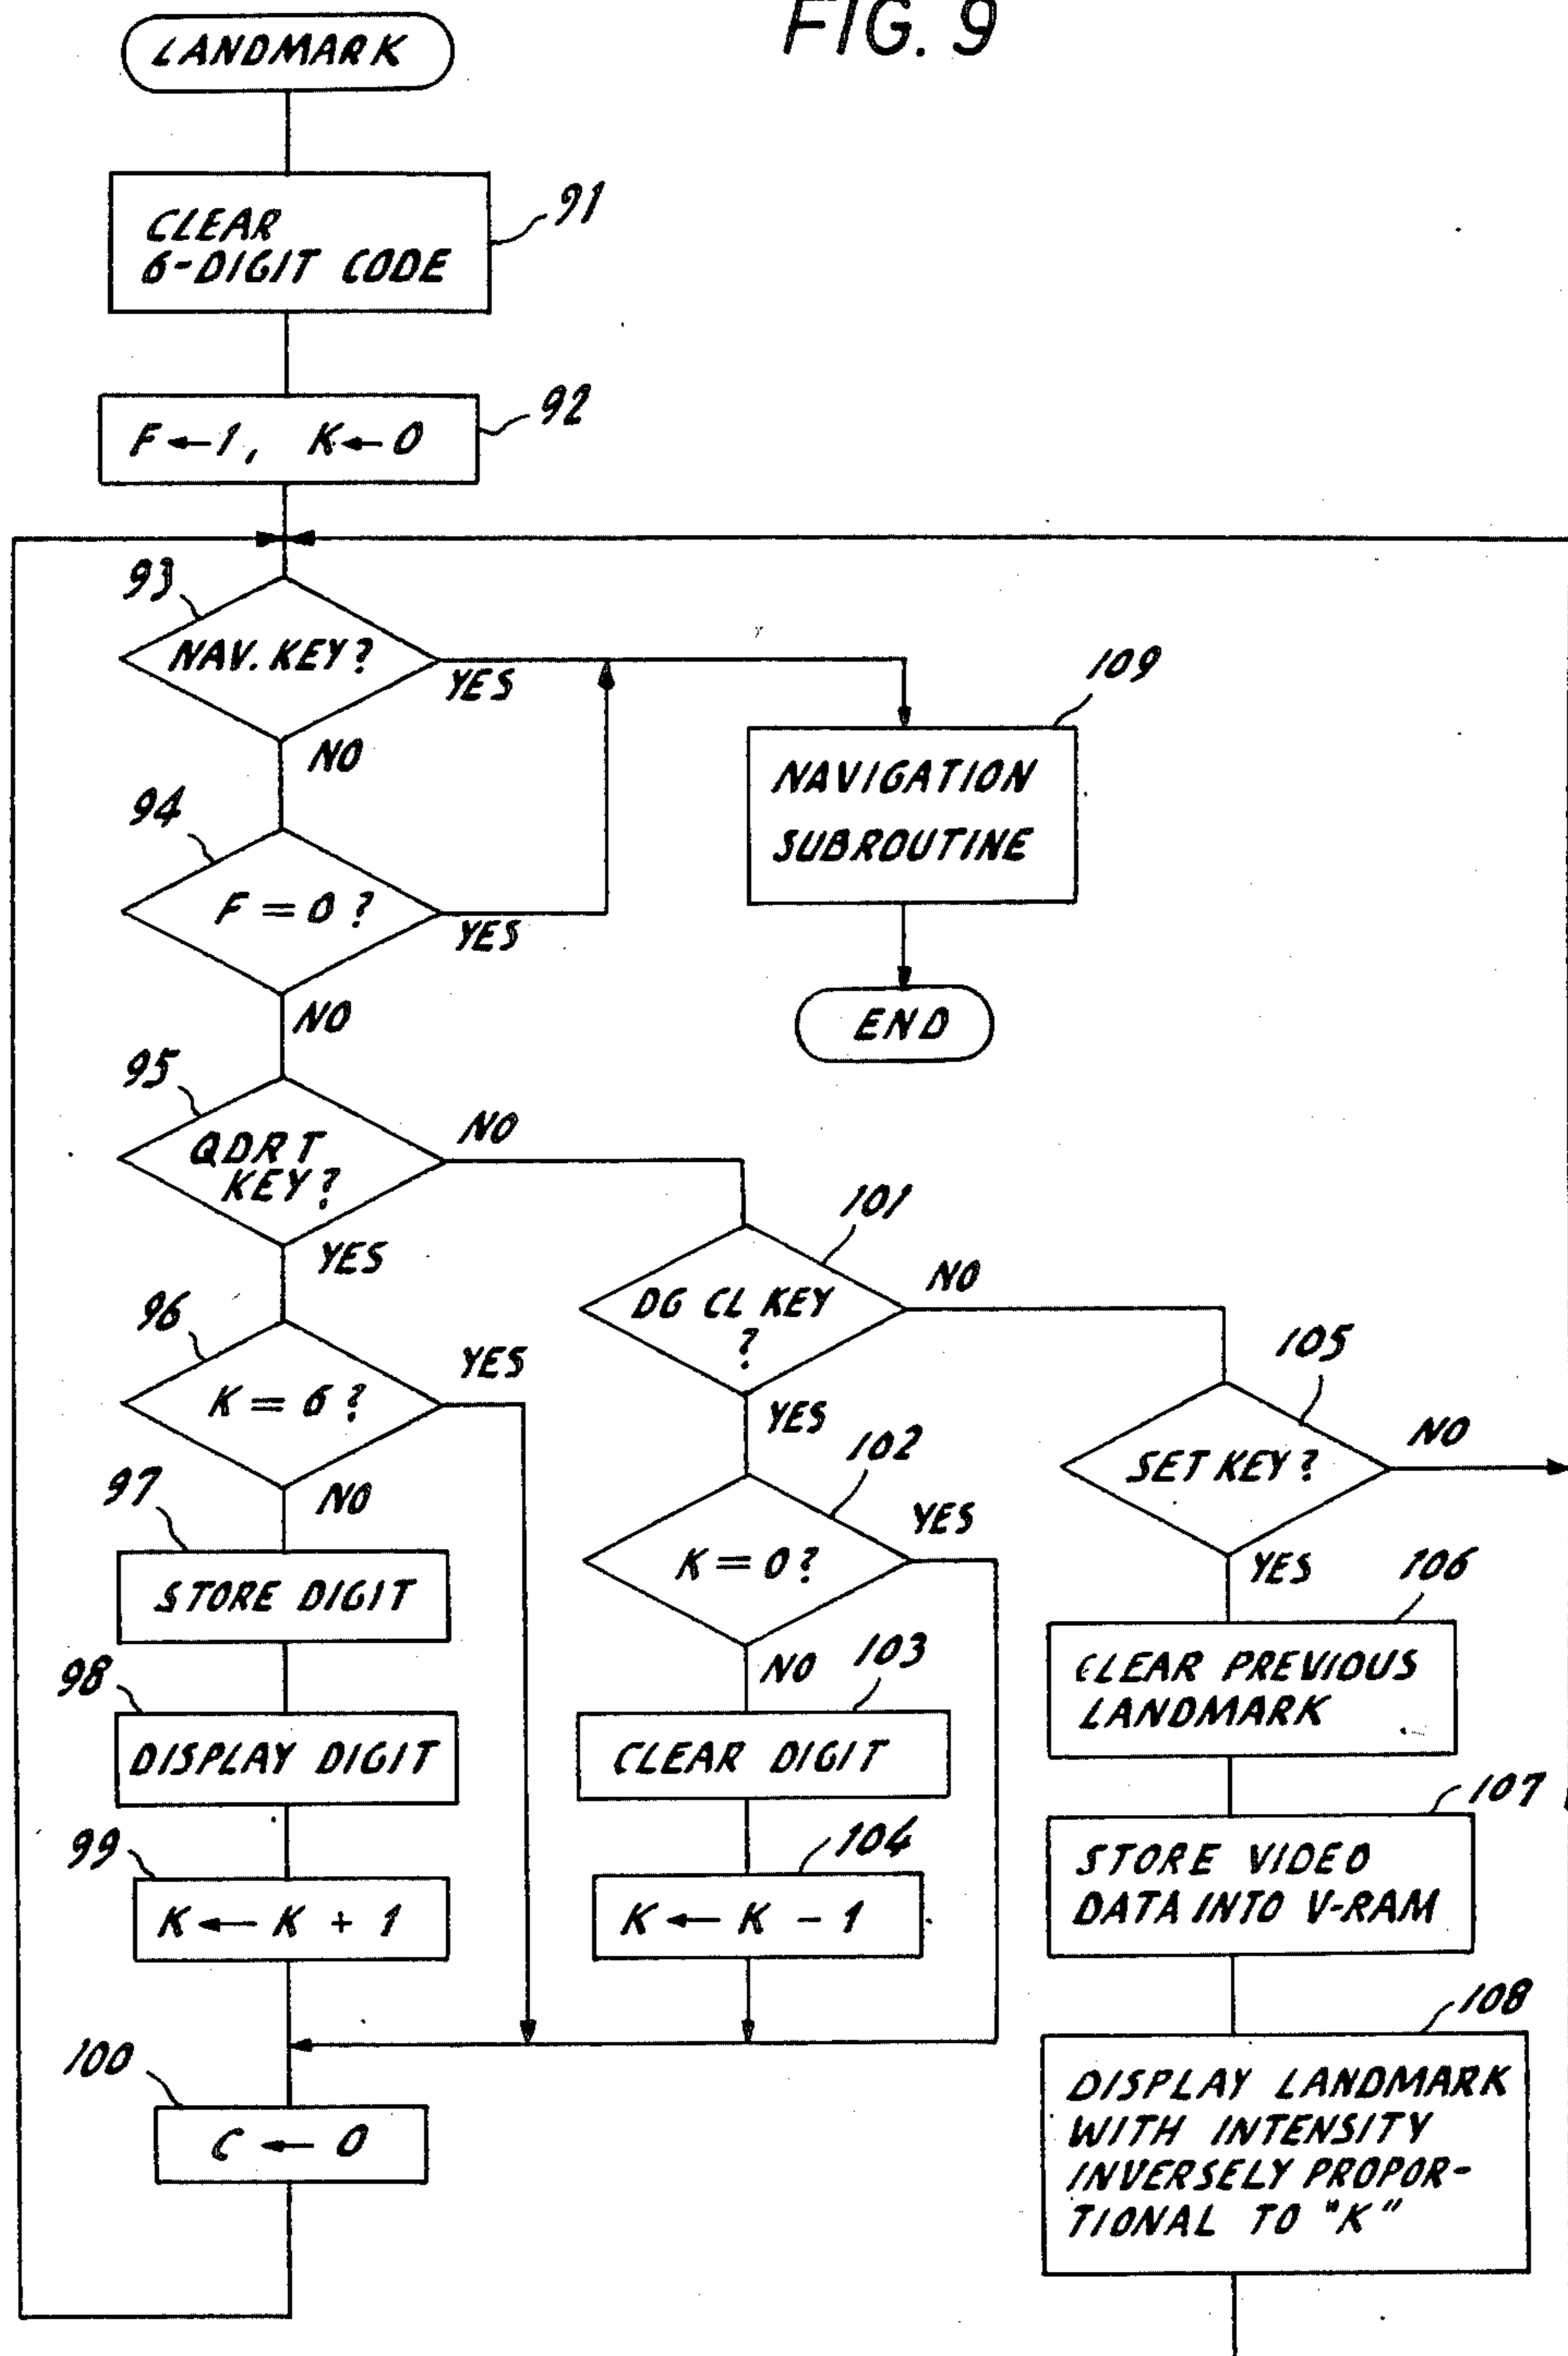 FIG. 9
LANDMARK
91
CLEAR
6-DIGIT CODE
92
F←1, K←0
93
NAV. KEY?
YES
NO
109
NAVIGATION
SUBROUTINE
END
94
F = 0 ?
YES
NO
95
QDRT
KEY?
NO
YES
96
K = 6 ?
YES
NO
97
STORE DIGIT
98
DISPLAY DIGIT
99
K ← K + 1
100
C ← 0
101
DG CL KEY
?
NO
YES
102
K = 0 ?
YES
NO
103
CLEAR DIGIT
104
K ← K - 1
105
SET KEY?
NO
YES
106
CLEAR PREVIOUS
LANDMARK
107
STORE VIDEO
DATA INTO V-RAM
108
DISPLAY LANDMARK
WITH INTENSITY
INVERSELY PROPOR-
TIONAL TO "K"